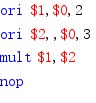 ori $1,$0,2
ori $2,,$0,3
mult $1,$2
nop